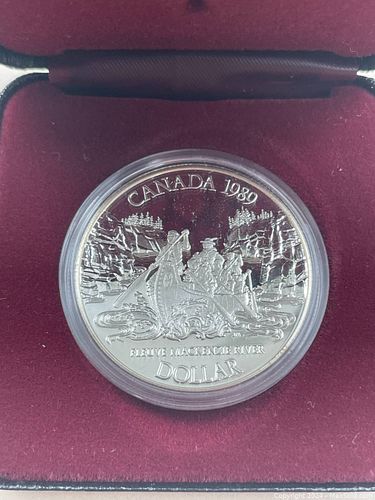 CANADA 1989
FLEUVE MACKENZIE RIVER
DOLLAR